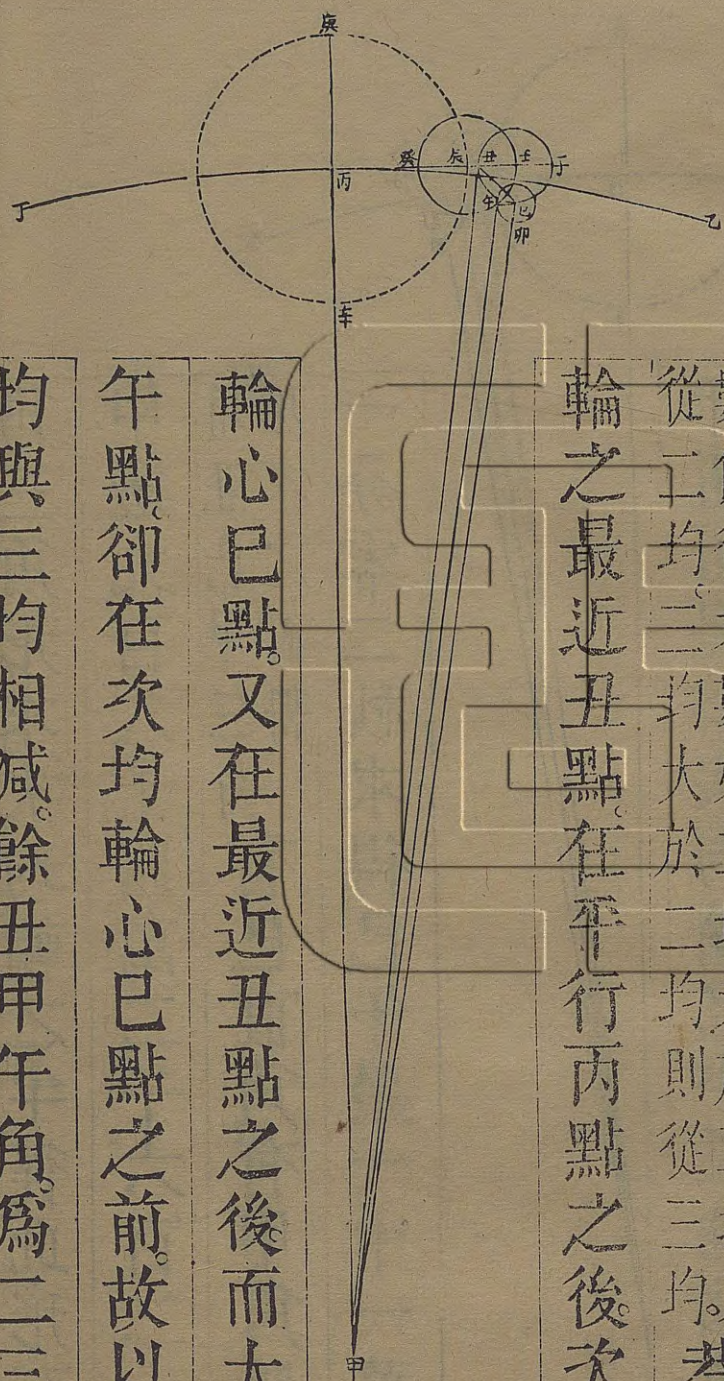 從二均三均大於二均則從三均
輪之最近丑點在平行丙點之後次
輪心巳點又在最近丑點之後而太
午點卻在次均輪心巳點之前故以
均與三均相減餘丑甲午角爲二三
庚
丙
辛
癸
辰
丑
壬
子
午
巳
卯
丁
乙
甲